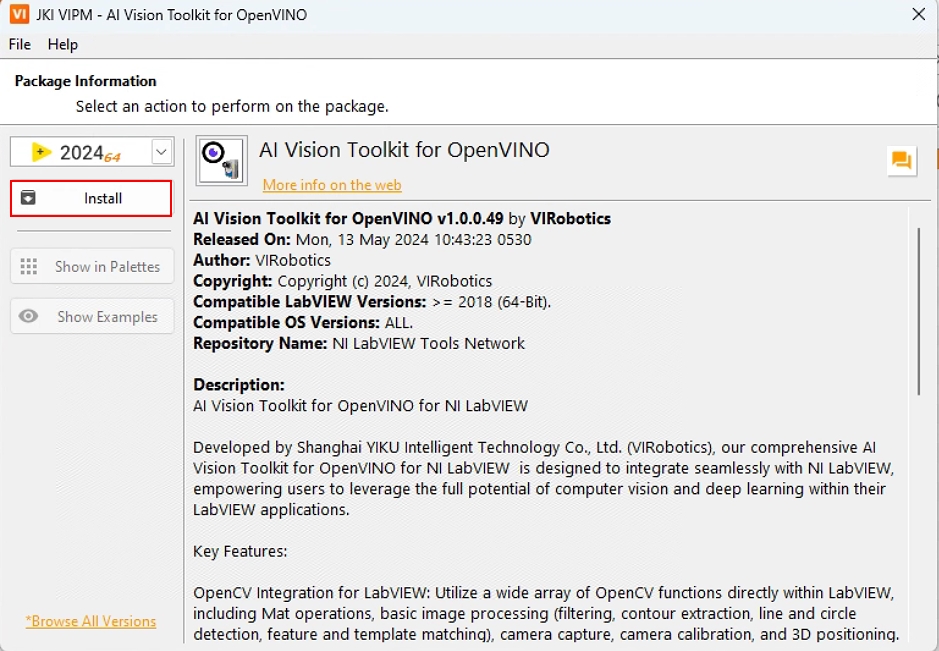 VI JKI VIPM - AI Vision Toolkit for OpenVINO
File Help
Package Information
Select an action to perform on the package.
2024 64
Install
Show in Palettes
Show Examples
*Browse All Versions
AI Vision Toolkit for OpenVINO
More info on the web
AI Vision Toolkit for OpenVINO v1.0.0.49 by VIRobotics
Released On: Mon, 13 May 2024 10:43:23 0530
Author: VIRobotics
Copyright: Copyright (c) 2024, VIRobotics
Compatible LabVIEW Versions: >= 2018 (64-Bit).
Compatible OS Versions: ALL.
Repository Name: NI LabVIEW Tools Network
Description:
AI Vision Toolkit for OpenVINO for NI LabVIEW
Developed by Shanghai YIKU Intelligent Technology Co., Ltd. (VIRobotics), our comprehensive AI
Vision Toolkit for OpenVINO for NI LabVIEW is designed to integrate seamlessly with NI LabVIEW,
empowering users to leverage the full potential of computer vision and deep learning within their
LabVIEW applications.
Key Features:
OpenCV Integration for LabVIEW: Utilize a wide array of OpenCV functions directly within LabVIEW,
including Mat operations, basic image processing (filtering, contour extraction, line and circle
detection, feature and template matching), camera capture, camera calibration, and 3D positioning.